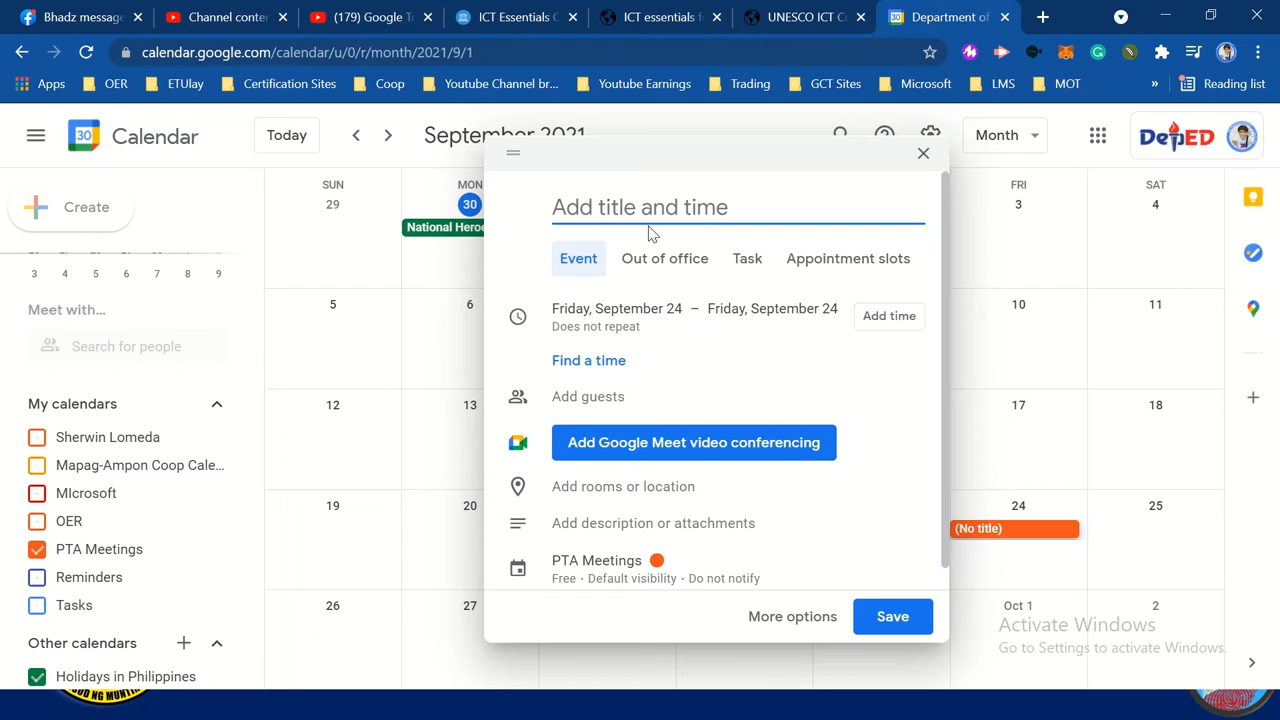 Bhadz message
Channel conter
(179) Google Tr
ICT Essentials C
ICT essentials f
UNESCO ICT Co
Department of
calendar.google.com/calendar/u/0/r/month/2021/9/1
Apps OER ETUlay Certification Sites Coop Youtube Channel br... Youtube Earnings Trading GCT Sites Microsoft LMS MOT » Reading list
30 Calendar Today September 2021 Month DepED
Create
SUN MON FRI SAT
29 30 3 4
National Heroe
3 4 5 6 7 8 9
Meet with...
Search for people
My calendars
Sherwin Lomeda
Mapag-Ampon Coop Cale...
MIcrosoft
OER
PTA Meetings
Reminders
Tasks
Other calendars
Holidays in Philippines
5 6 10 11
12 13 17 18
19 20 24 25
(No title)
26 27 Oct 1 2
Add title and time
Event Out of office Task Appointment slots
Friday, September 24 – Friday, September 24 Add time
Does not repeat
Find a time
Add guests
Add Google Meet video conferencing
Add rooms or location
Add description or attachments
PTA Meetings
Free · Default visibility · Do not notify
More options Save
Activate Windows
Go to Settings to activate Windows.